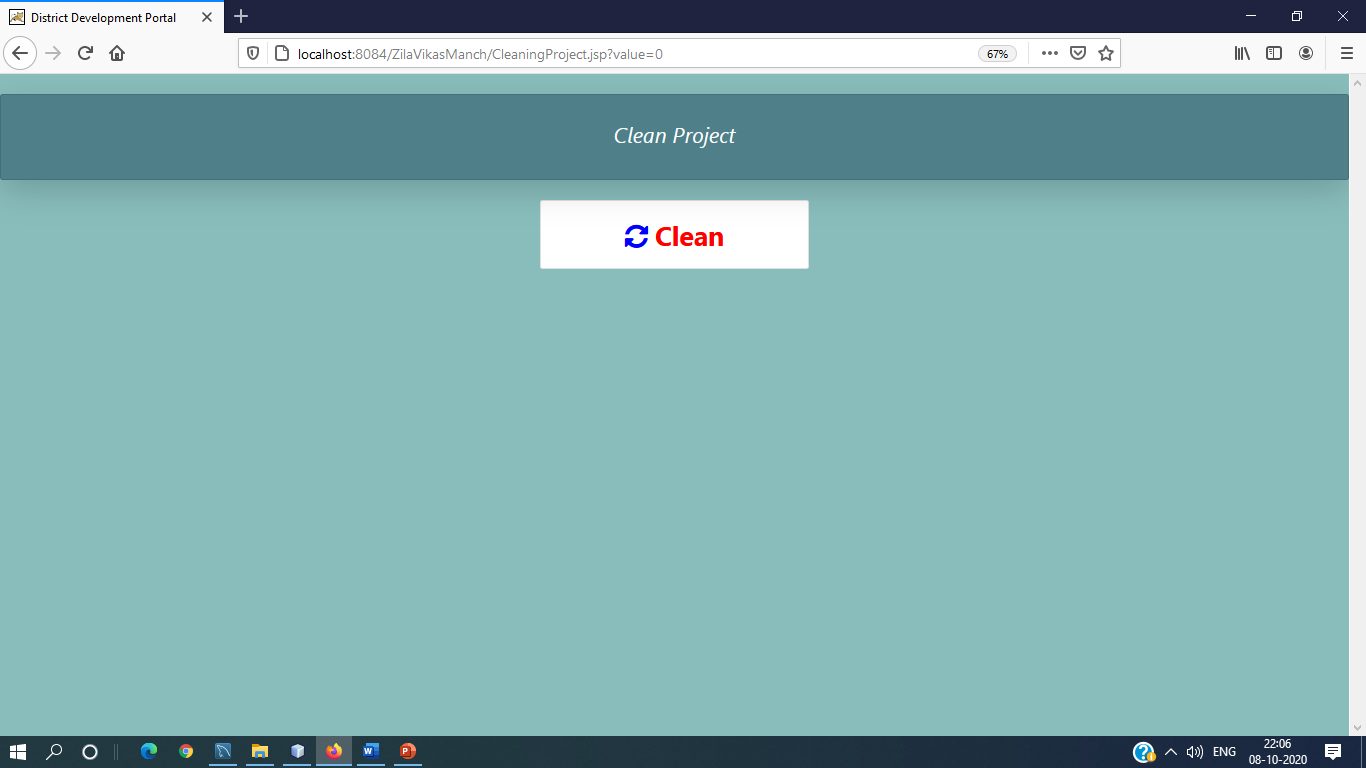 District Development Portal
localhost:8084/ZilaVikasManch/CleaningProject.jsp?value=0
67%
Clean Project
Clean
ENG
22:06
08-10-2020